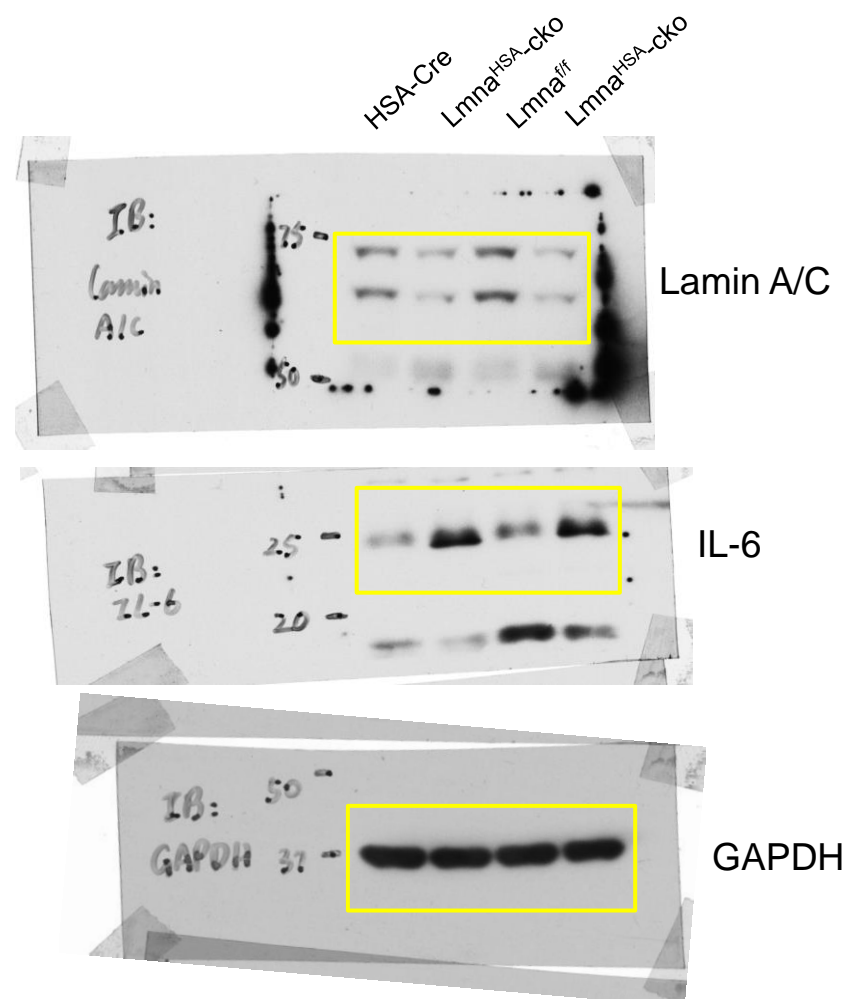 HSA-Cre
Lmna^HSA-cko
Lmna^f/f
Lmna^HSA-cko
IB:
Lamin
A/C
75
50
Lamin A/C
25
IB:
IL-6
20
IL-6
50
IB:
GAPDH 37
GAPDH